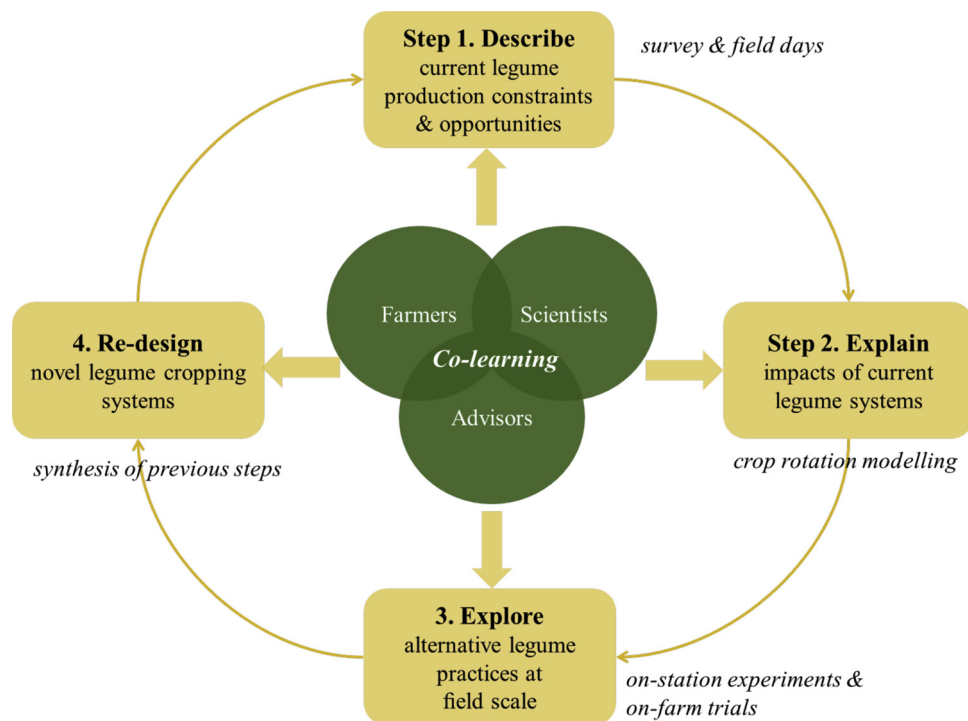 Step 1. Describe
current legume
production constraints
& opportunities
survey & field days
Farmers
Scientists
Co-learning
Advisors
4. Re-design
novel legume cropping
systems
synthesis of previous steps
Step 2. Explain
impacts of current
legume systems
crop rotation modelling
3. Explore
alternative legume
practices at
field scale
on-station experiments &
on-farm trials